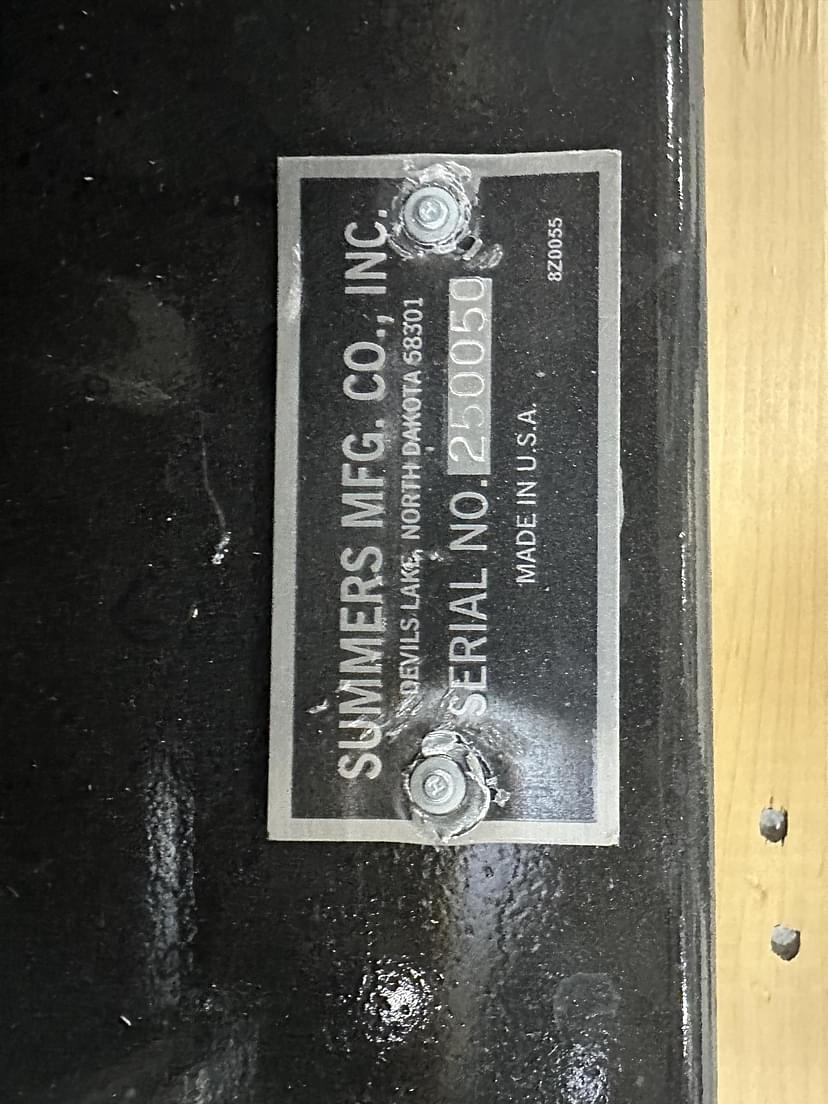 SUMMERS MFG. CO., INC.
DEVILS LAKE, NORTH DAKOTA 58301
SERIAL NO. 250050
MADE IN U.S.A.
8Z0055